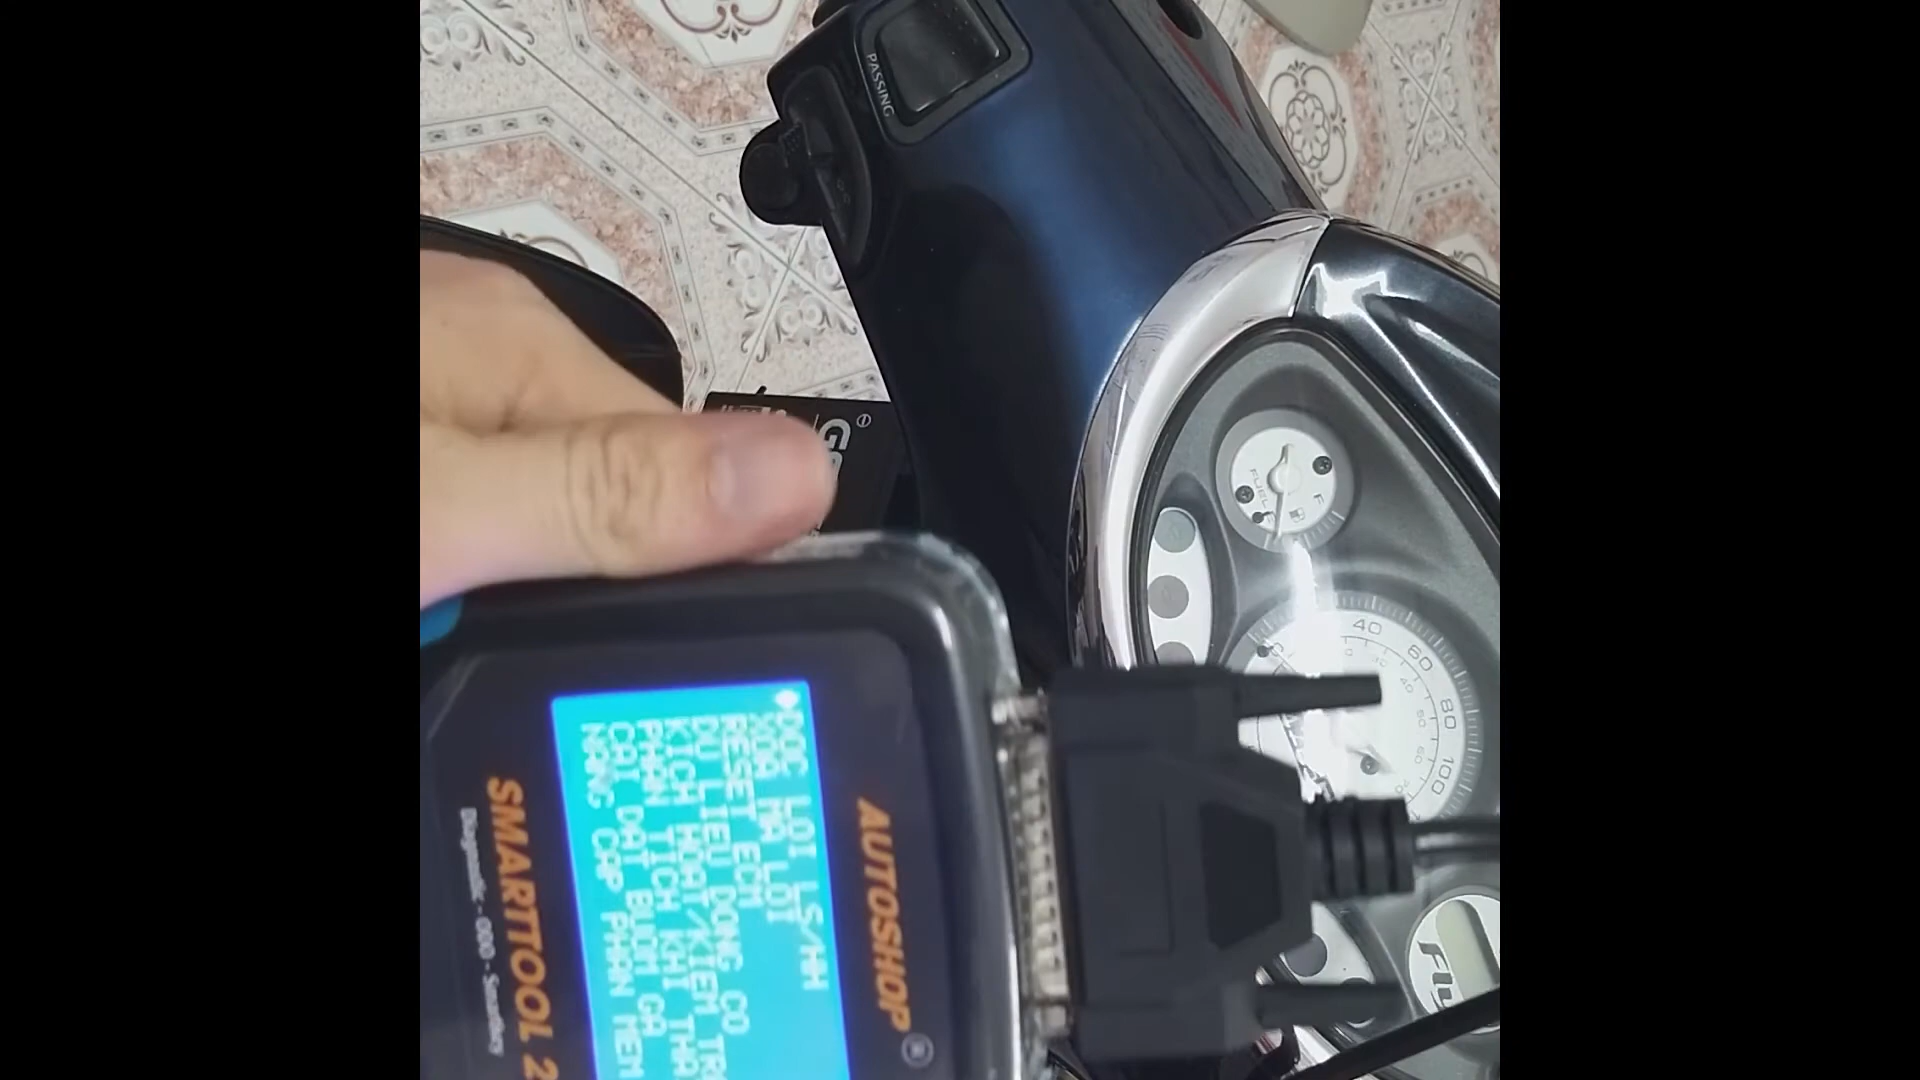 PASSING
FUEL
F
40
60
80
100
Fly
AUTOSHOP ®
DOC LOI LS/HH
XOA MA LOI
RESET ECM
DU LIEU DONG CO
KICH HOAT/KIEM TR
PHAN TICH KHI THA
CAI DAT BUOM GA
NANG CAP PHAN MEM
SMARTTOOL 2